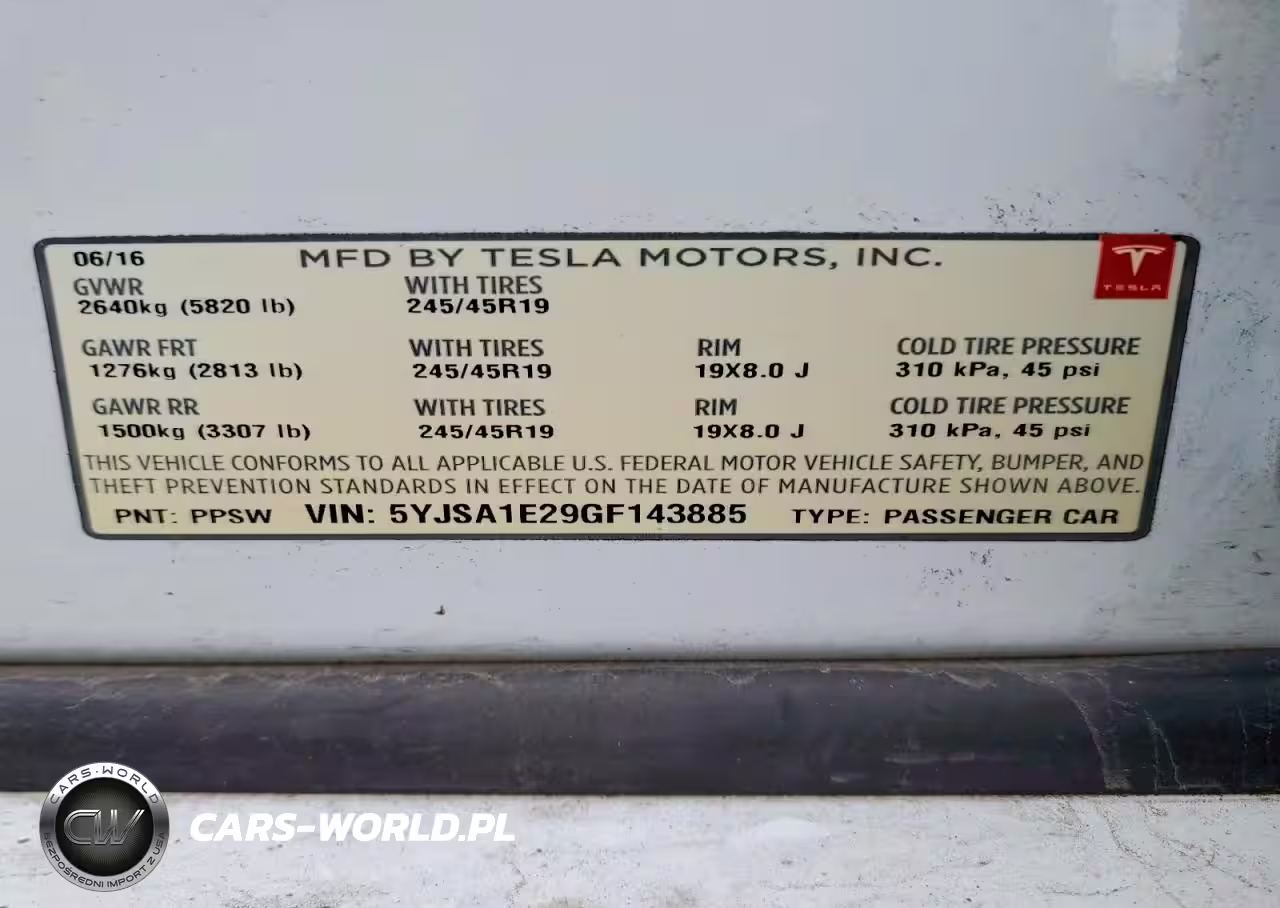 06/16 MFD BY TESLA MOTORS, INC.
TESLA
GVWR WITH TIRES
2640kg (5820 lb) 245/45R19
GAWR FRT WITH TIRES RIM COLD TIRE PRESSURE
1276kg (2813 lb) 245/45R19 19X8.0 J 310 kPa, 45 psi
GAWR RR WITH TIRES RIM COLD TIRE PRESSURE
1500kg (3307 lb) 245/45R19 19X8.0 J 310 kPa, 45 psi
THIS VEHICLE CONFORMS TO ALL APPLICABLE U.S. FEDERAL MOTOR VEHICLE SAFETY, BUMPER, AND
THEFT PREVENTION STANDARDS IN EFFECT ON THE DATE OF MANUFACTURE SHOWN ABOVE.
PNT: PPSW VIN: 5YJSA1E29GF143885 TYPE: PASSENGER CAR
CARS-WORLD
CW
BEZPOŚREDNI IMPORT Z USA
CARS-WORLD.PL